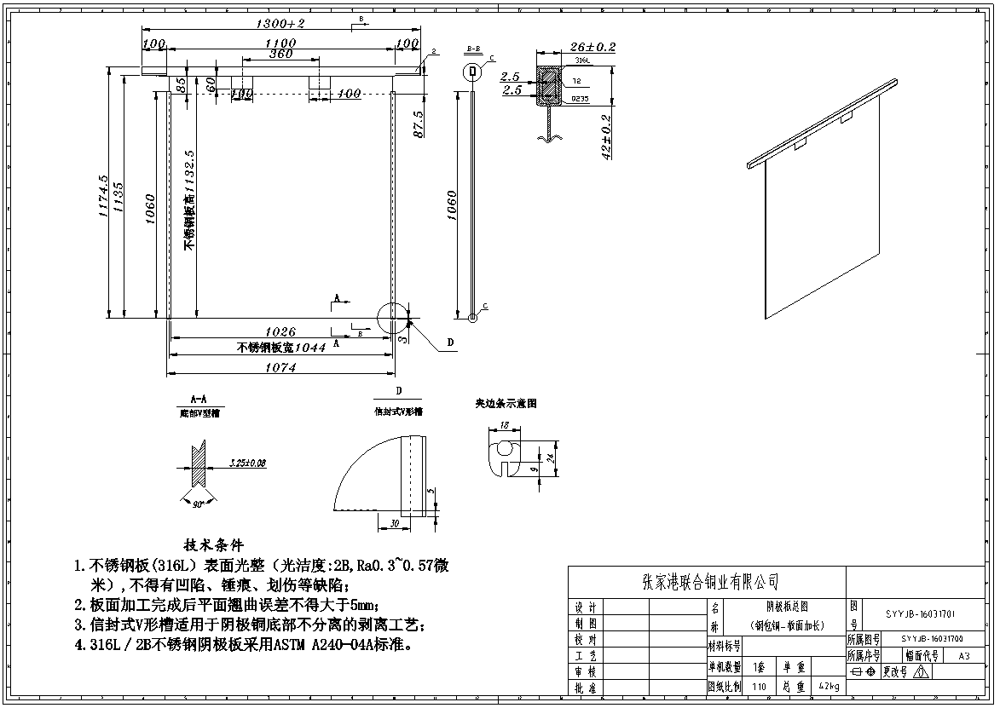 1300+2
B
100
1100
100
360
2
85
60
100
100
87.5
1174.5
1135
1060
不锈钢板高1132.5
A
A
B
3
D
1026
不锈钢板宽1044
1074
B-B
C
1060
C
26±0.2
316L
2.5
T2
2.5
Q235
42±0.2
A-A
底部V型槽
3.25±0.08
90°
D
信封式V形槽
5
30
夹边条示意图
18
24
9
技术条件
1.不锈钢板(316L）表面光整（光洁度:2B,Ra0.3~0.57微
米）,不得有凹陷、锤痕、划伤等缺陷;
2.板面加工完成后平面翘曲误差不得大于5mm;
3.信封式V形槽适用于阴极铜底部不分离的剥离工艺;
4.316L/2B不锈钢阴极板采用ASTM A240-04A标准。
张家港联合铜业有限公司
设计
制图
校对
工艺
审核
批准
名称
阴极板总图
(钢包铜-板面加长)
图号
SYYJB-16031701
材料标号
所属图号
SYYJB-16031700
所属序号
幅面代号
A3
单机数量
1套
单重
更改号
图纸比例
1:10
总重
42kg